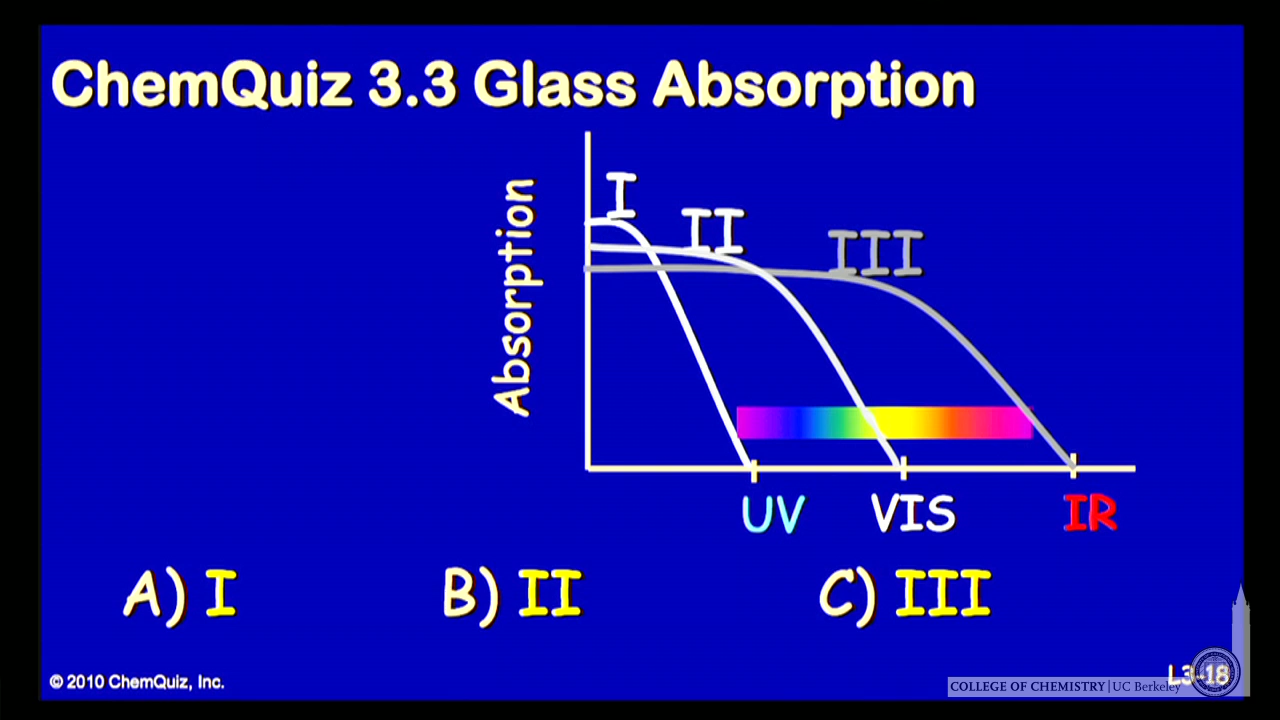 ChemQuiz 3.3 Glass Absorption
Absorption
I
II
III
UV VIS IR
A) I B) II C) III
© 2010 ChemQuiz, Inc.
L3-18
COLLEGE OF CHEMISTRY | UC Berkeley